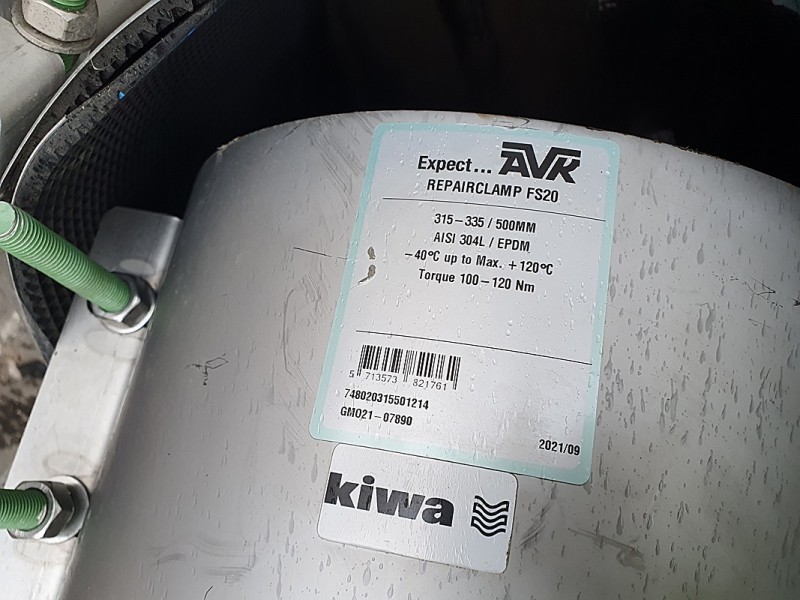 Expect... AVK
REPAIRCLAMP FS20
315-335 / 500MM
AISI 304L / EPDM
-40°C up to Max. +120°C
Torque 100-120 Nm
5 713573 821761
748020315501214
GMO21-07890
2021/09
kiwa